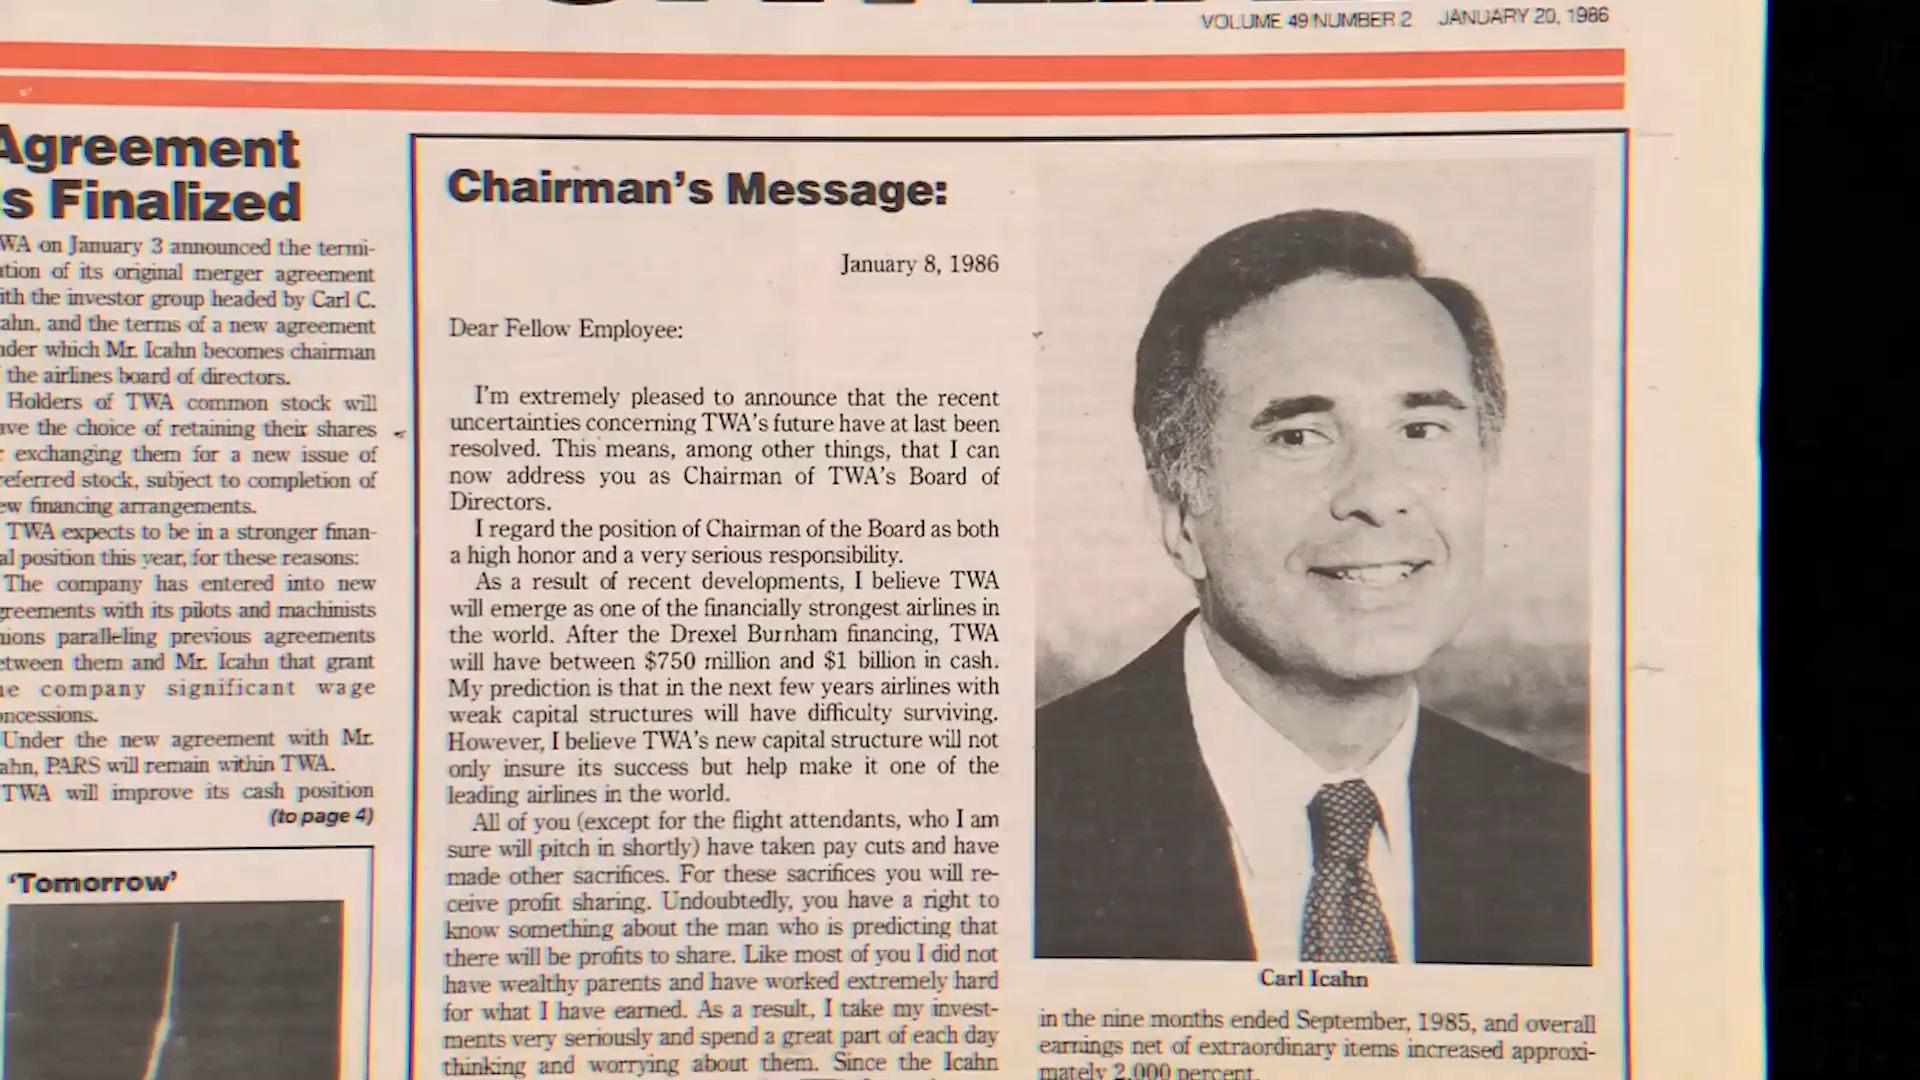 VOLUME 49 NUMBER 2 JANUARY 20, 1986
Agreement
s Finalized
WA on January 3 announced the termi-
tion of its original merger agreement
ith the investor group headed by Carl C.
ahn, and the terms of a new agreement
der which Mr. Icahn becomes chairman
the airlines board of directors.
Holders of TWA common stock will
ave the choice of retaining their shares
r exchanging them for a new issue of
referred stock, subject to completion of
ew financing arrangements.
TWA expects to be in a stronger finan-
al position this year, for these reasons:
The company has entered into new
greements with its pilots and machinists
nions paralleling previous agreements
etween them and Mr. Icahn that grant
he company significant wage
oncessions.
Under the new agreement with Mr.
ahn, PARS will remain within TWA.
TWA will improve its cash position
(to page 4)
'Tomorrow'
Chairman's Message:
January 8, 1986
Dear Fellow Employee:
I'm extremely pleased to announce that the recent
uncertainties concerning TWA's future have at last been
resolved. This means, among other things, that I can
now address you as Chairman of TWA's Board of
Directors.
I regard the position of Chairman of the Board as both
a high honor and a very serious responsibility.
As a result of recent developments, I believe TWA
will emerge as one of the financially strongest airlines in
the world. After the Drexel Burnham financing, TWA
will have between $750 million and $1 billion in cash.
My prediction is that in the next few years airlines with
weak capital structures will have difficulty surviving.
However, I believe TWA's new capital structure will not
only insure its success but help make it one of the
leading airlines in the world.
All of you (except for the flight attendants, who I am
sure will pitch in shortly) have taken pay cuts and have
made other sacrifices. For these sacrifices you will re-
ceive profit sharing. Undoubtedly, you have a right to
know something about the man who is predicting that
there will be profits to share. Like most of you I did not
have wealthy parents and have worked extremely hard
for what I have earned. As a result, I take my invest-
ments very seriously and spend a great part of each day
thinking and worrying about them. Since the Icahn
Carl Icahn
in the nine months ended September, 1985, and overall
earnings net of extraordinary items increased approxi-
mately 2,000 percent.